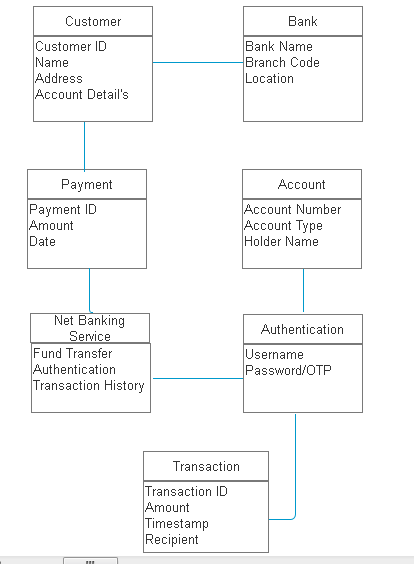 Customer
Customer ID
Name
Address
Account Detail's
Bank
Bank Name
Branch Code
Location
Payment
Payment ID
Amount
Date
Account
Account Number
Account Type
Holder Name
Net Banking
Service
Fund Transfer
Authentication
Transaction History
Authentication
Username
Password/OTP
Transaction
Transaction ID
Amount
Timestamp
Recipient